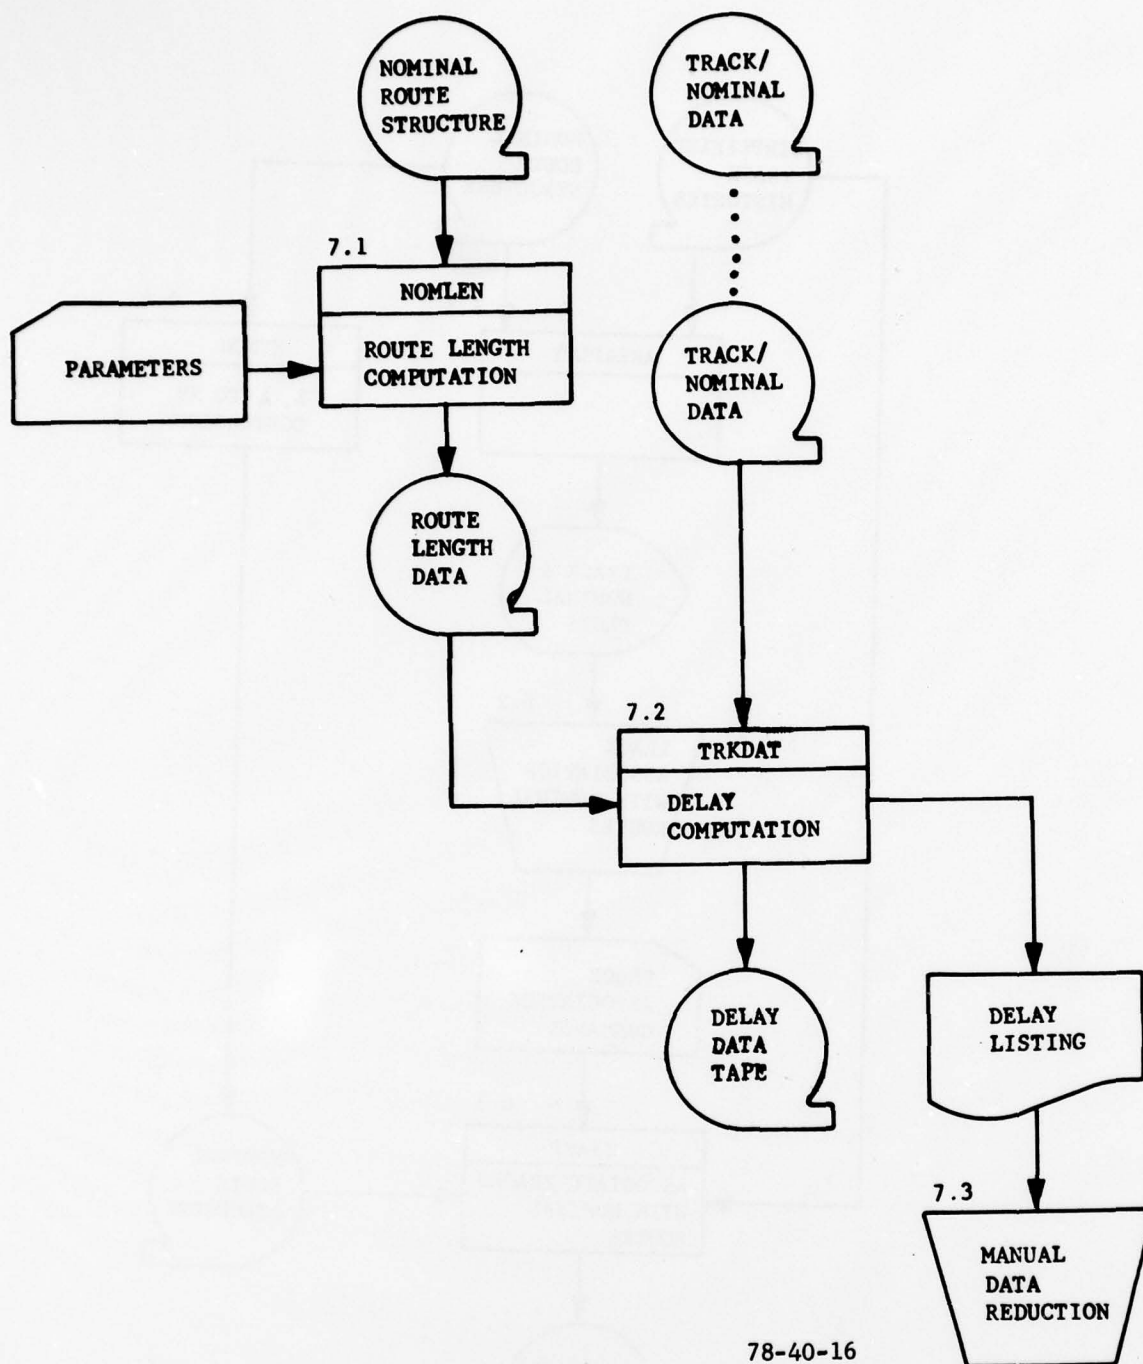 NOMINAL
ROUTE
STRUCTURE
TRACK/
NOMINAL
DATA
7.1
NOMLEN
ROUTE LENGTH
COMPUTATION
PARAMETERS
TRACK/
NOMINAL
DATA
ROUTE
LENGTH
DATA
7.2
TRKDAT
DELAY
COMPUTATION
DELAY
DATA
TAPE
DELAY
LISTING
7.3
MANUAL
DATA
REDUCTION
78-40-16